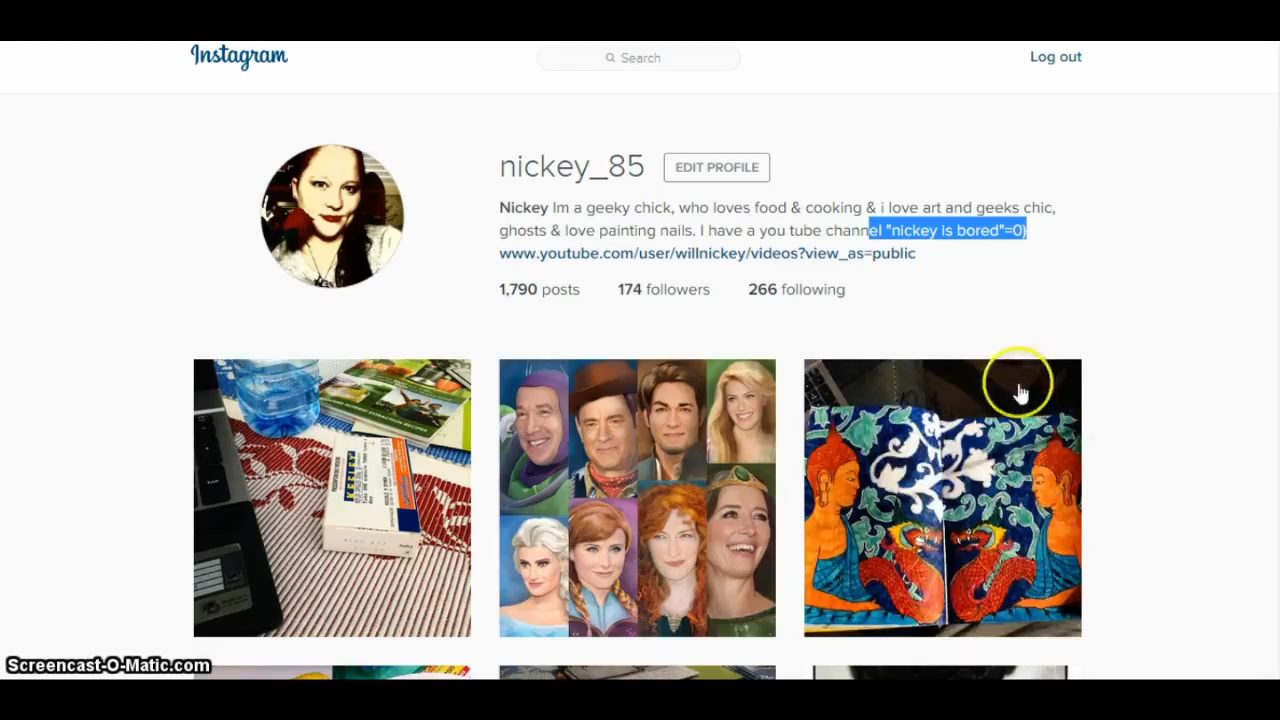 Instagram
Search
Log out
nickey_85
EDIT PROFILE
Nickey Im a geeky chick, who loves food & cooking & i love art and geeks chic,
ghosts & love painting nails. I have a you tube channel "nickey is bored"=0)
www.youtube.com/user/willnickey/videos?view_as=public
1,790 posts
174 followers
266 following
Screencast-O-Matic.com